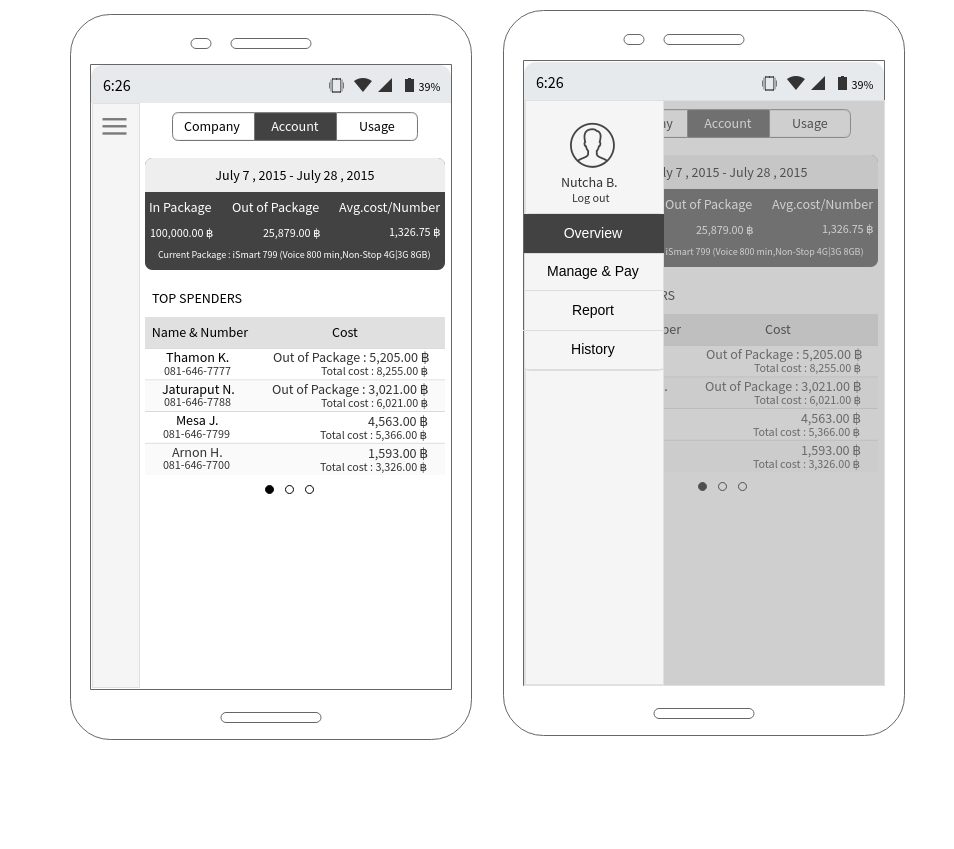 6:26 39%
Company Account Usage
July 7 , 2015 - July 28 , 2015
In Package Out of Package Avg.cost/Number
100,000.00 ฿ 25,879.00 ฿ 1,326.75 ฿
Current Package : iSmart 799 (Voice 800 min,Non-Stop 4G|3G 8GB)
TOP SPENDERS
Name & Number Cost
Thamon K. Out of Package : 5,205.00 ฿
081-646-7777 Total cost : 8,255.00 ฿
Jaturaput N. Out of Package : 3,021.00 ฿
081-646-7788 Total cost : 6,021.00 ฿
Mesa J. 4,563.00 ฿
081-646-7799 Total cost : 5,366.00 ฿
Arnon H. 1,593.00 ฿
081-646-7700 Total cost : 3,326.00 ฿
6:26 39%
Nutcha B.
Log out
Overview
Manage & Pay
Report
History
ay Account Usage
ly 7 , 2015 - July 28 , 2015
Out of Package Avg.cost/Number
25,879.00 ฿ 1,326.75 ฿
iSmart 799 (Voice 800 min,Non-Stop 4G|3G 8GB)
RS
ber Cost
Out of Package : 5,205.00 ฿
Total cost : 8,255.00 ฿
. Out of Package : 3,021.00 ฿
Total cost : 6,021.00 ฿
4,563.00 ฿
Total cost : 5,366.00 ฿
1,593.00 ฿
Total cost : 3,326.00 ฿